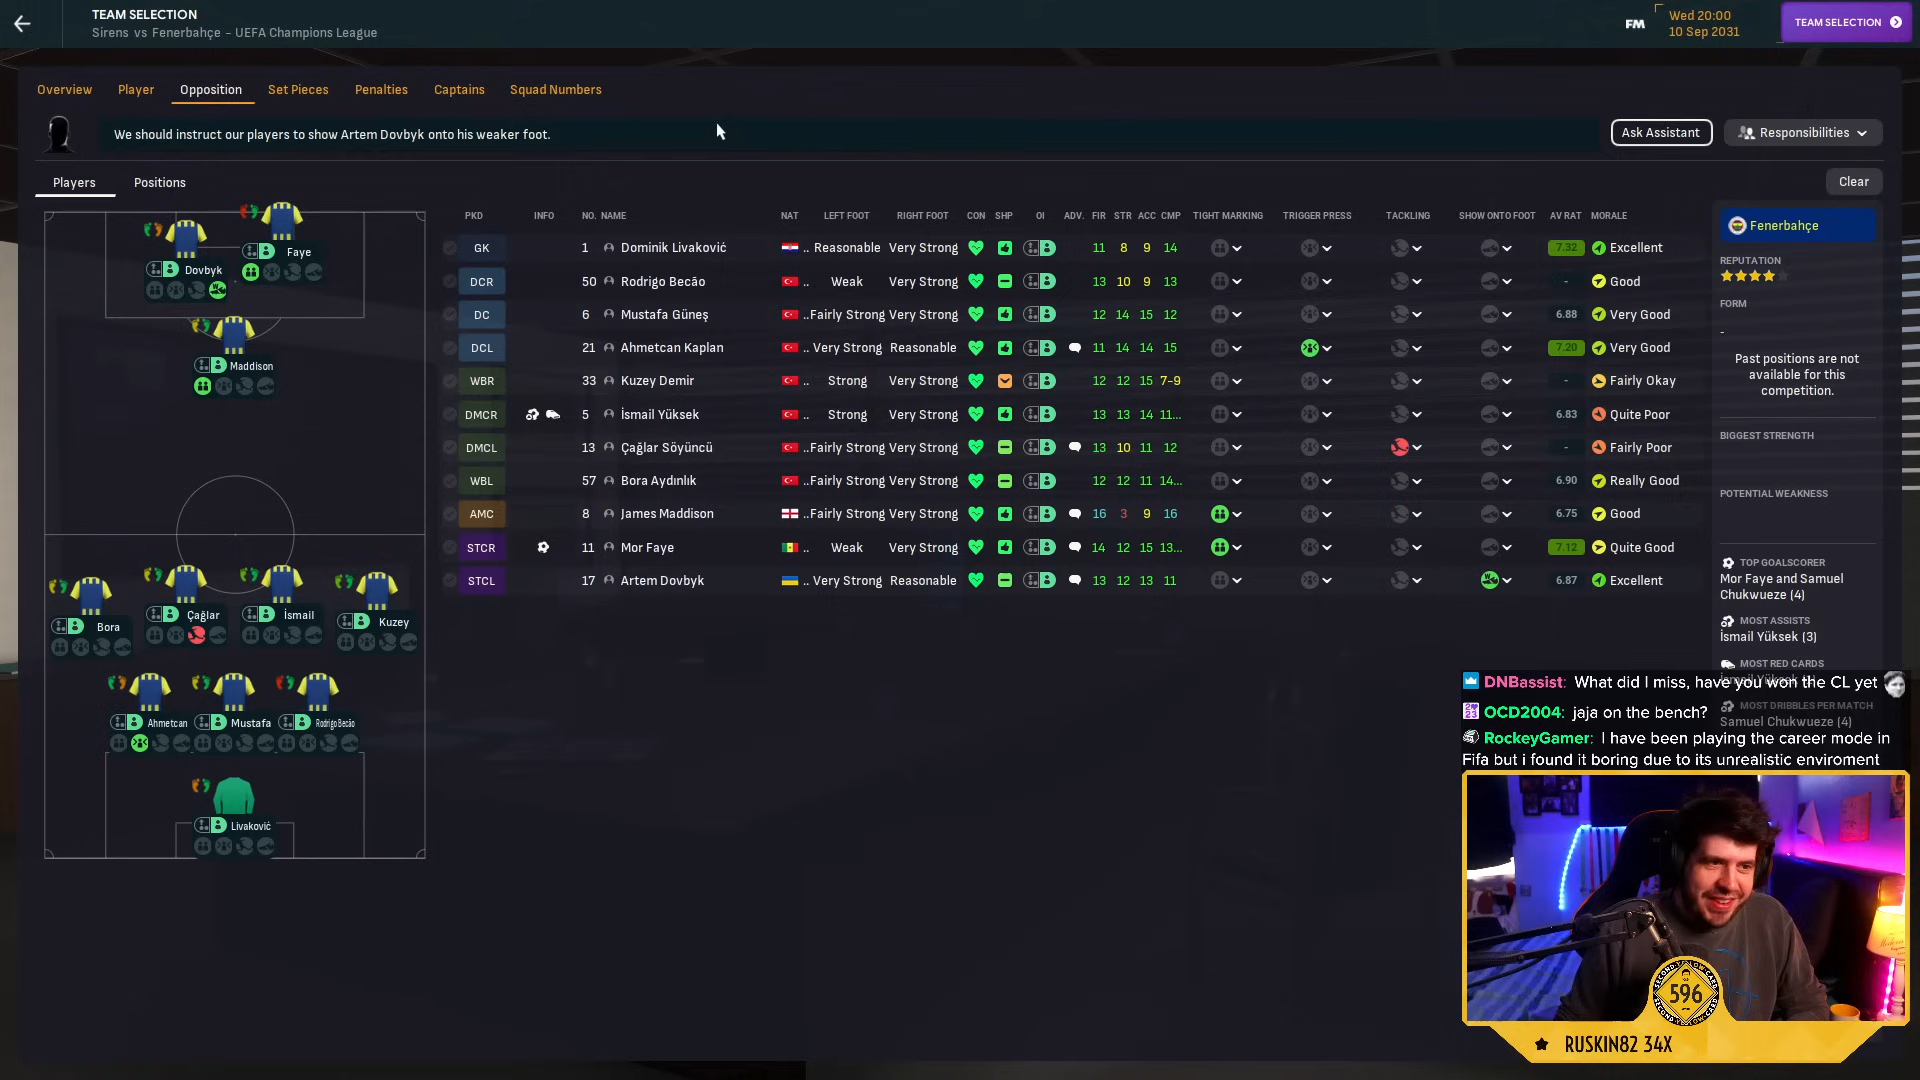 TEAM SELECTION
Sirens vs Fenerbahçe - UEFA Champions League
FM
Wed 20:00
10 Sep 2031
TEAM SELECTION
Overview Player Opposition Set Pieces Penalties Captains Squad Numbers
We should instruct our players to show Artem Dovbyk onto his weaker foot.
Ask Assistant
Responsibilities
Players Positions
Clear
PKD INFO NO. NAME NAT LEFT FOOT RIGHT FOOT CON SHP OI ADV. FIR STR ACC CMP TIGHT MARKING TRIGGER PRESS TACKLING SHOW ONTO FOOT AV RAT MORALE
GK 1 Dominik Livaković .. Reasonable Very Strong 11 8 9 14 7.32 Excellent
DCR 50 Rodrigo Becão .. Weak Very Strong 13 10 9 13 - Good
DC 6 Mustafa Güneş ..Fairly Strong Very Strong 12 14 15 12 6.88 Very Good
DCL 21 Ahmetcan Kaplan .. Very Strong Reasonable 11 14 14 15 7.20 Very Good
WBR 33 Kuzey Demir .. Strong Very Strong 12 12 15 7-9 - Fairly Okay
DMCR 5 İsmail Yüksek .. Strong Very Strong 13 13 14 11... 6.83 Quite Poor
DMCL 13 Çağlar Söyüncü ..Fairly Strong Very Strong 13 10 11 12 - Fairly Poor
WBL 57 Bora Aydınlık ..Fairly Strong Very Strong 12 12 11 14... 6.90 Really Good
AMC 8 James Maddison ..Fairly Strong Very Strong 16 3 9 16 6.75 Good
STCR 11 Mor Faye .. Weak Very Strong 14 12 15 13... 7.12 Quite Good
STCL 17 Artem Dovbyk .. Very Strong Reasonable 13 12 13 11 6.87 Excellent
Faye
Dovbyk
Maddison
Çağlar İsmail
Bora Kuzey
Ahmetcan Mustafa Rodrigo Becão
Livaković
Fenerbahçe
REPUTATION
FORM
-
Past positions are not
available for this
competition.
BIGGEST STRENGTH
POTENTIAL WEAKNESS
TOP GOALSCORER
Mor Faye and Samuel
Chukwueze (4)
MOST ASSISTS
İsmail Yüksek (3)
MOST RED CARDS
MOST DRIBBLES PER MATCH
Samuel Chukwueze (4)
DNBassist: What did I miss, have you won the CL yet
OCD2004: jaja on the bench?
RockeyGamer: I have been playing the career mode in
Fifa but i found it boring due to its unrealistic enviroment
SECOND YELLOW CARD
596
RUSKIN82 34X